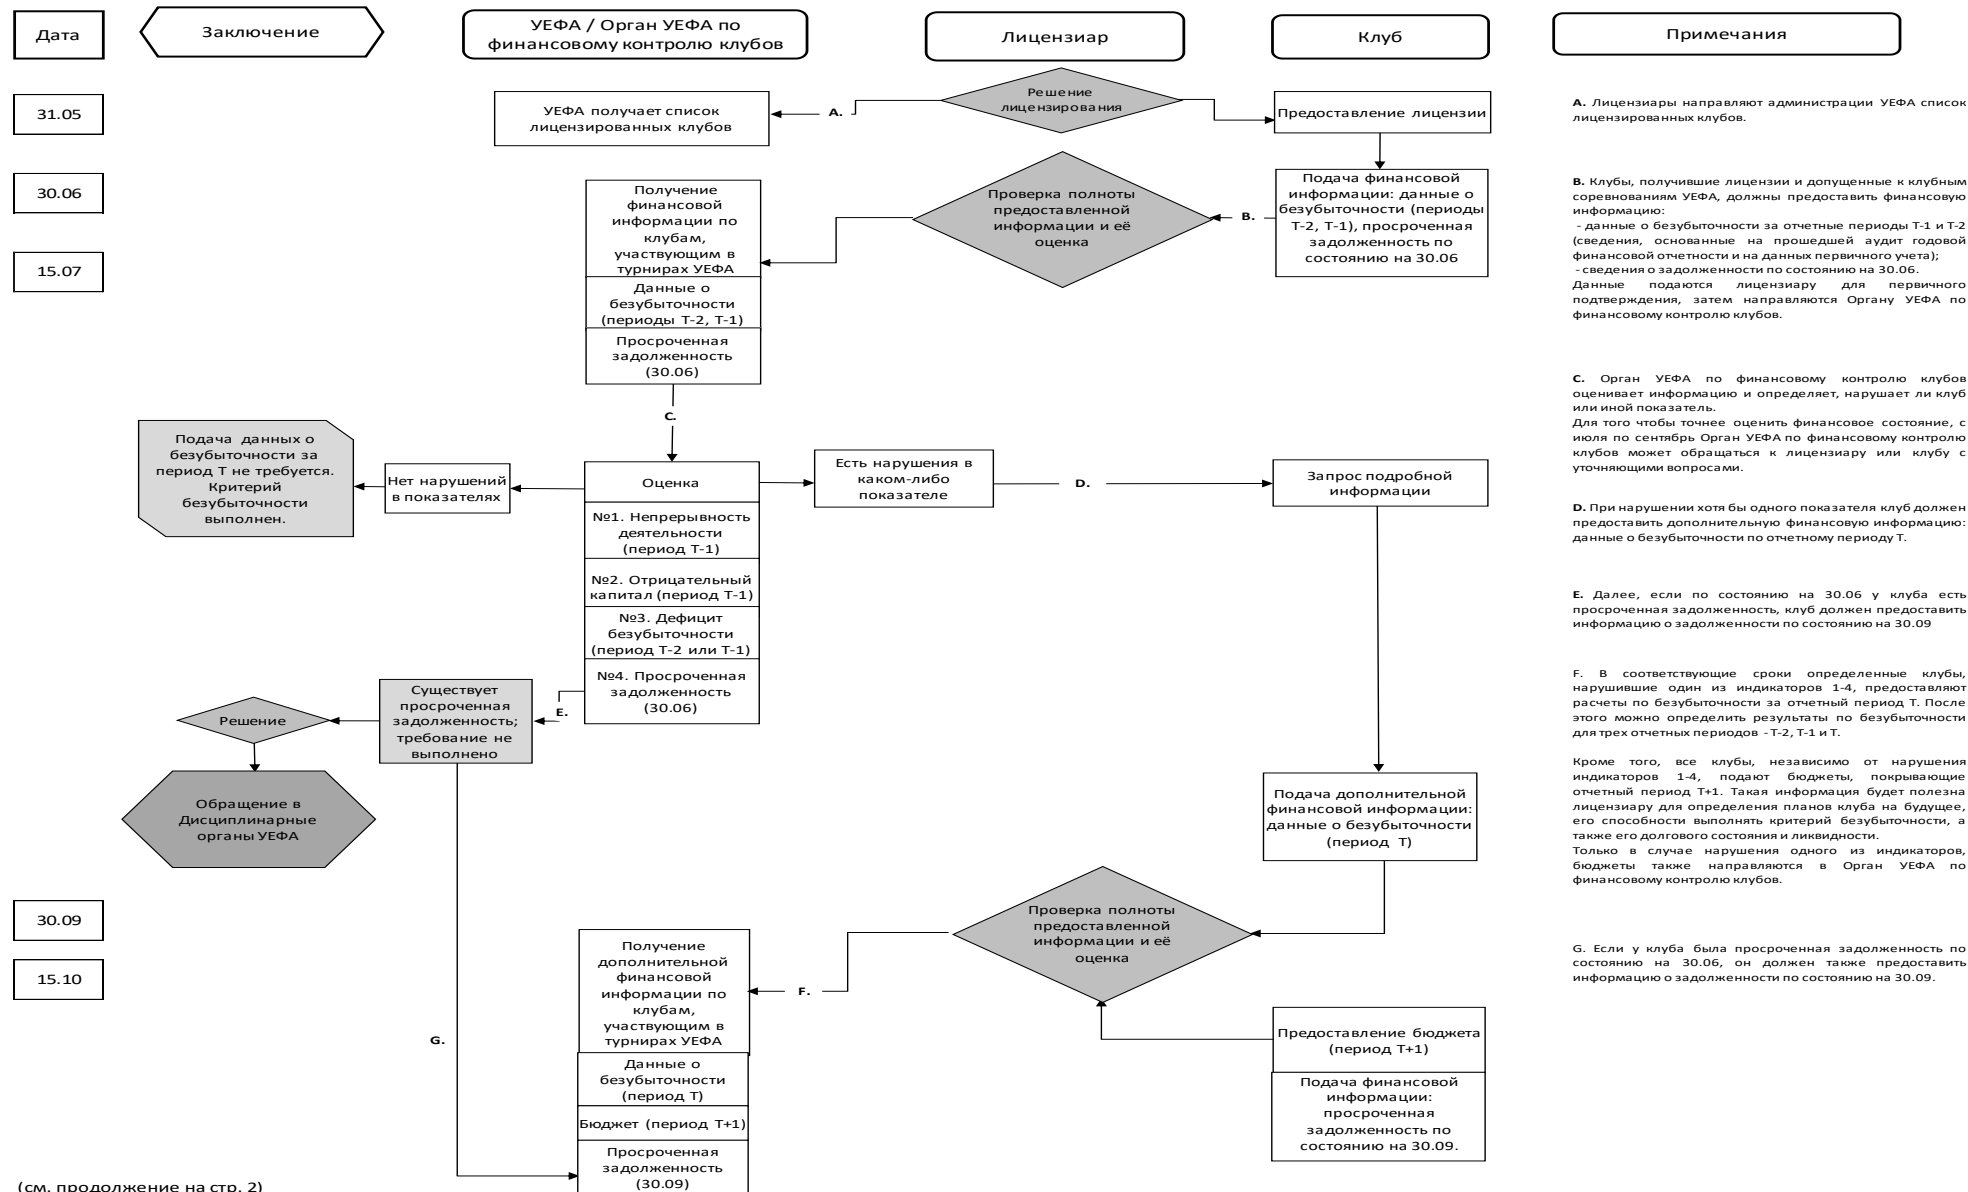 Дата
Заключение
УЕФА / Орган УЕФА по
финансовому контролю клубов
Лицензиар
Клуб
Примечания
31.05
УЕФА получает список
лицензированных клубов
А.
Решение
лицензирования
Предоставление лицензии
А. Лицензиары направляют администрации УЕФА список
лицензированных клубов.
30.06
15.07
Получение
финансовой
информации по
клубам,
участвующим в
турнирах УЕФА
Данные о
безубыточности
(периоды Т-2, Т-1)
Просроченная
задолженность
(30.06)
Проверка полноты
предоставленной
информации и её
оценка
В.
Подача финансовой
информации: данные о
безубыточности (периоды
Т-2, Т-1), просроченная
задолженность по
состоянию на 30.06
В. Клубы, получившие лицензии и допущенные к клубным
соревнованиям УЕФА, должны предоставить финансовую
информацию:
- данные о безубыточности за отчетные периоды Т-1 и Т-2
(сведения, основанные на прошедшей аудит годовой
финансовой отчетности и на данных первичного учета);
- сведения о задолженности по состоянию на 30.06.
Данные подаются лицензиару для первичного
подтверждения, затем направляются Органу УЕФА по
финансовому контролю клубов.
С.
С. Орган УЕФА по финансовому контролю клубов
оценивает информацию и определяет, нарушает ли клуб
или иной показатель.
Для того чтобы точнее оценить финансовое состояние, с
июля по сентябрь Орган УЕФА по финансовому контролю
клубов может обращаться к лицензиару или клубу с
уточняющими вопросами.
Подача данных о
безубыточности за
период Т не требуется.
Критерий
безубыточности
выполнен.
Нет нарушений
в показателях
Оценка
№1. Непрерывность
деятельности
(период Т-1)
№2. Отрицательный
капитал (период Т-1)
№3. Дефицит
безубыточности
(период Т-2 или Т-1)
№4. Просроченная
задолженность
(30.06)
Есть нарушения в
каком-либо
показателе
D.
Запрос подробной
информации
D. При нарушении хотя бы одного показателя клуб должен
предоставить дополнительную финансовую информацию:
данные о безубыточности по отчетному периоду Т.
Е. Далее, если по состоянию на 30.06 у клуба есть
просроченная задолженность, клуб должен предоставить
информацию о задолженности по состоянию на 30.09
Решение
Существует
просроченная
задолженность;
требование не
выполнено
Е.
Обращение в
Дисциплинарные
органы УЕФА
F. В соответствующие сроки определенные клубы,
нарушившие один из индикаторов 1-4, предоставляют
расчеты по безубыточности за отчетный период Т. После
этого можно определить результаты по безубыточности
для трех отчетных периодов - Т-2, Т-1 и Т.
Кроме того, все клубы, независимо от нарушения
индикаторов 1-4, подают бюджеты, покрывающие
отчетный период Т+1. Такая информация будет полезна
лицензиару для определения планов клуба на будущее,
его способности выполнять критерий безубыточности, а
также его долгового состояния и ликвидности.
Только в случае нарушения одного из индикаторов,
бюджеты также направляются в Орган УЕФА по
финансовому контролю клубов.
Подача дополнительной
финансовой информации:
данные о безубыточности
(период Т)
30.09
15.10
Проверка полноты
предоставленной
информации и её
оценка
F.
Получение
дополнительной
финансовой
информации по
клубам,
участвующим в
турнирах УЕФА
Данные о
безубыточности
(период Т)
Бюджет (период Т+1)
Просроченная
задолженность
(30.09)
G.
G. Если у клуба была просроченная задолженность по
состоянию на 30.06, он должен также предоставить
информацию о задолженности по состоянию на 30.09.
Предоставление бюджета
(период Т+1)
Подача финансовой
информации:
просроченная
задолженность по
состоянию на 30.09.
(см. продолжение на стр. 2)